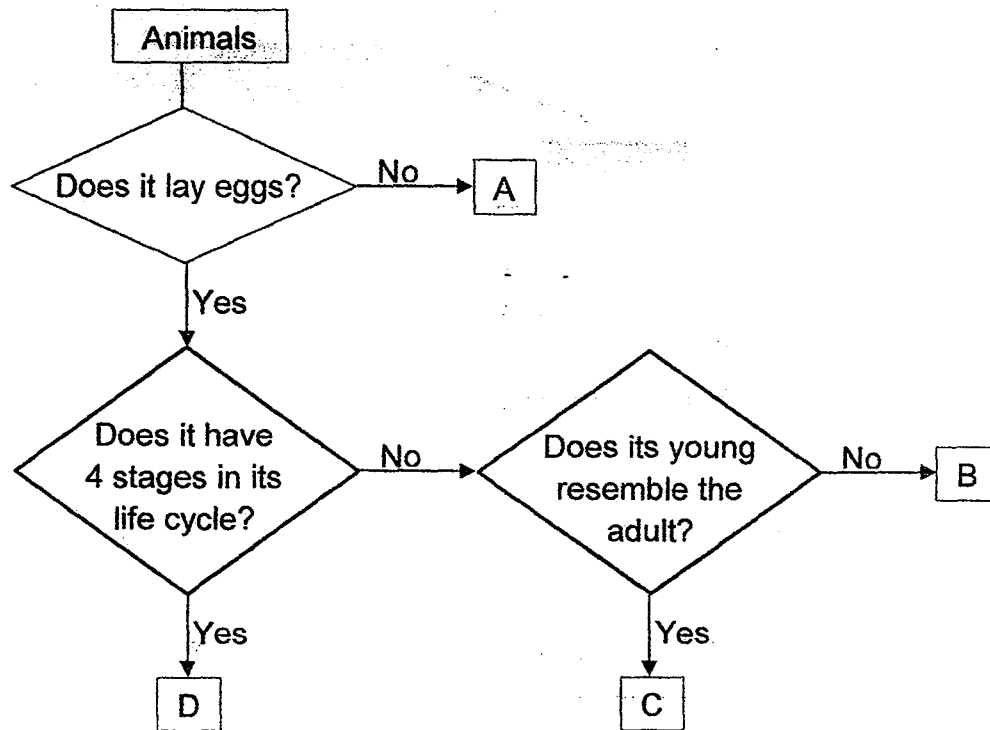 Animals
Does it lay eggs?
No
A
Yes
Does it have
4 stages in its
life cycle?
No
Does its young
resemble the
adult?
No
B
Yes
D
Yes
C